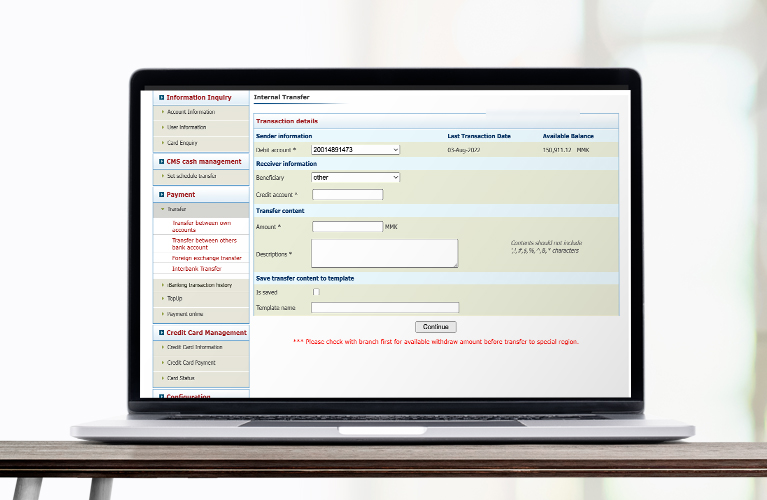 Information Inquiry
Account Information
User Information
Card Enquiry
CMS cash management
Set schedule transfer
Payment
Transfer
Transfer between own
accounts
Transfer between others
bank account
Foreign exchange transfer
Interbank Transfer
iBanking transaction history
TopUp
Payment online
Credit Card Management
Credit Card Information
Credit Card Payment
Card Status
Configuration
Internal Transfer
Transaction details
Sender information Last Transaction Date Available Balance
Debit account * 20014891473 03-Aug-2022 150,911.17 MMK
Receiver information
Beneficiary other
Credit account *
Transfer content
Amount * MMK
Descriptions *
Contents should not include
characters
Save transfer content to template
Is saved
Template name
Continue
*** Please check with branch first for available withdraw amount before transfer to special region.